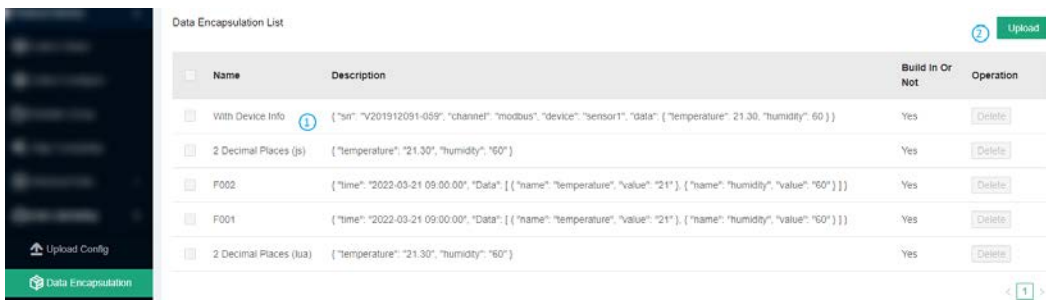 Data Encapsulation List
2 Upload
Name Description Build In Or Not Operation
With Device Info 1 { "sn": "V201912091-059", "channel": "modbus", "device": "sensor1", "data": { "temperature": 21.30, "humidity": 60 } } Yes Delete
2 Decimal Places (js) { "temperature": "21.30", "humidity": "60" } Yes Delete
F002 { "time": "2022-03-21 09:00:00", "Data": [ { "name": "temperature", "value": "21" }, { "name": "humidity", "value": "60" } ] } Yes Delete
F001 { "time": "2022-03-21 09:00:00", "Data": [ { "name": "temperature", "value": "21" }, { "name": "humidity", "value": "60" } ] } Yes Delete
Upload Config
2 Decimal Places (lua) { "temperature": "21.30", "humidity": "60" } Yes Delete
Data Encapsulation
< 1 >